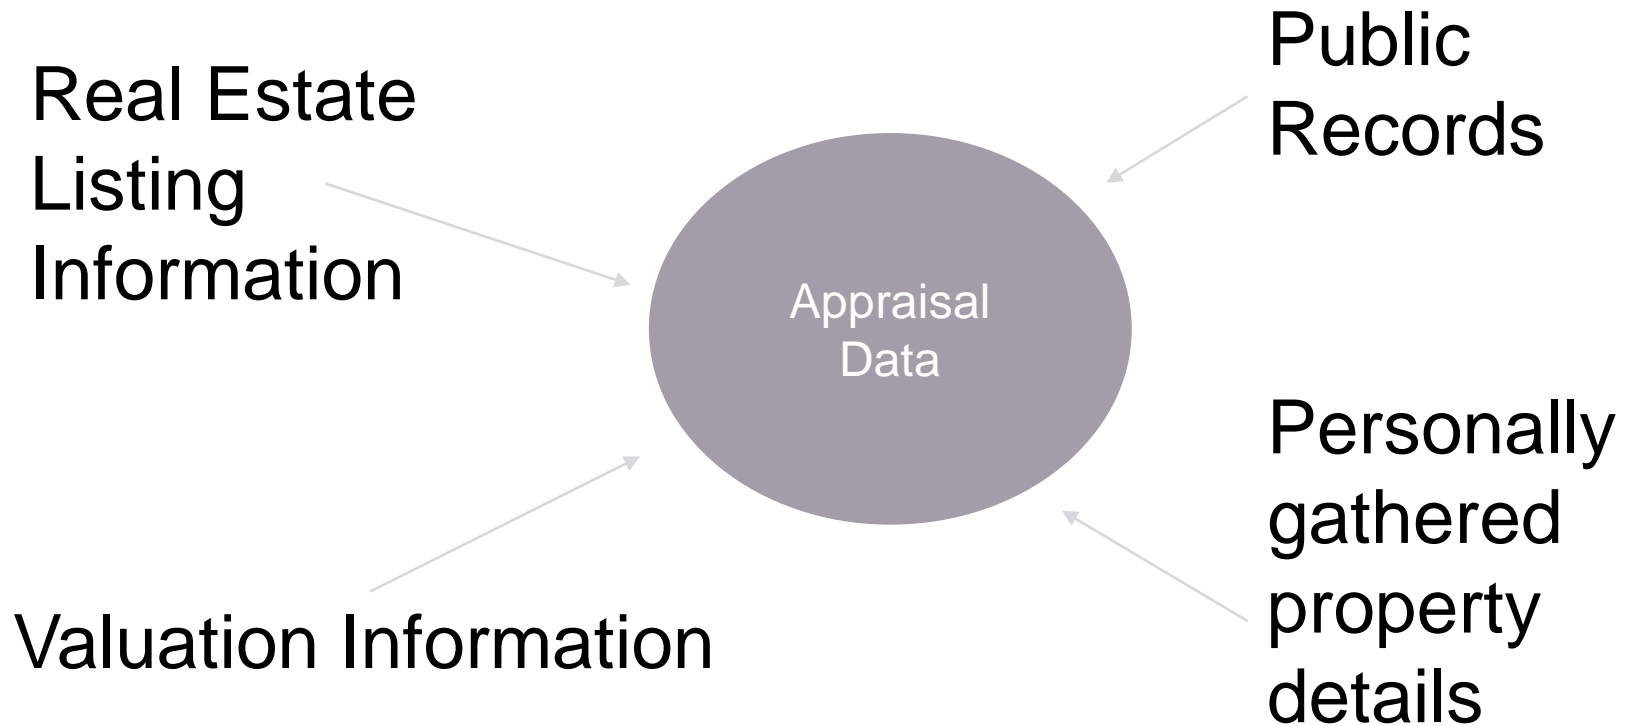 Real Estate
Listing
Information
Public
Records
Appraisal
Data
Valuation Information
Personally
gathered
property
details